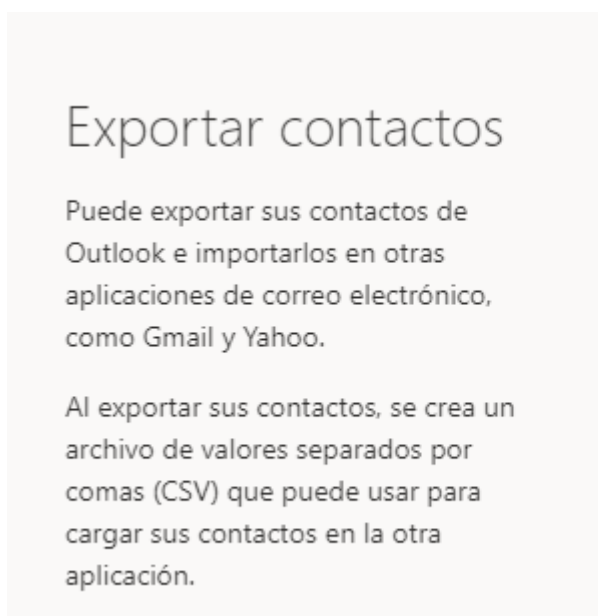 Exportar contactos
Puede exportar sus contactos de
Outlook e importarlos en otras
aplicaciones de correo electrónico,
como Gmail y Yahoo.
Al exportar sus contactos, se crea un
archivo de valores separados por
comas (CSV) que puede usar para
cargar sus contactos en la otra
aplicación.